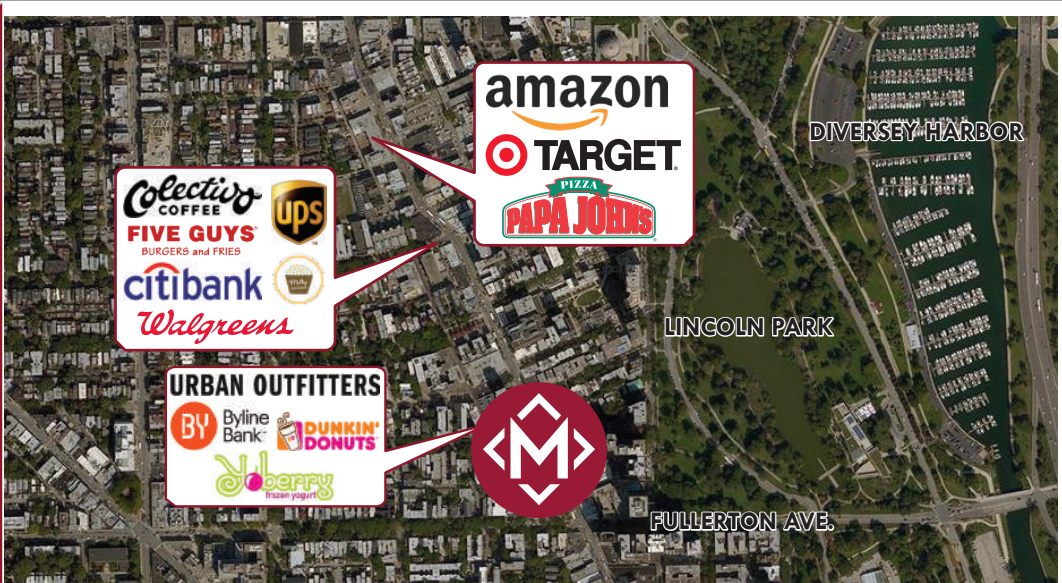 amazon
TARGET
PIZZA
PAPA JOHN'S
DIVERSEY HARBOR
Colectivo
COFFEE
ups
FIVE GUYS
BURGERS and FRIES
citibank
Walgreens
LINCOLN PARK
URBAN OUTFITTERS
BY
Byline
Bank
DUNKIN'
DONUTS
Yoberry
frozen yogurt
M
FULLERTON AVE.